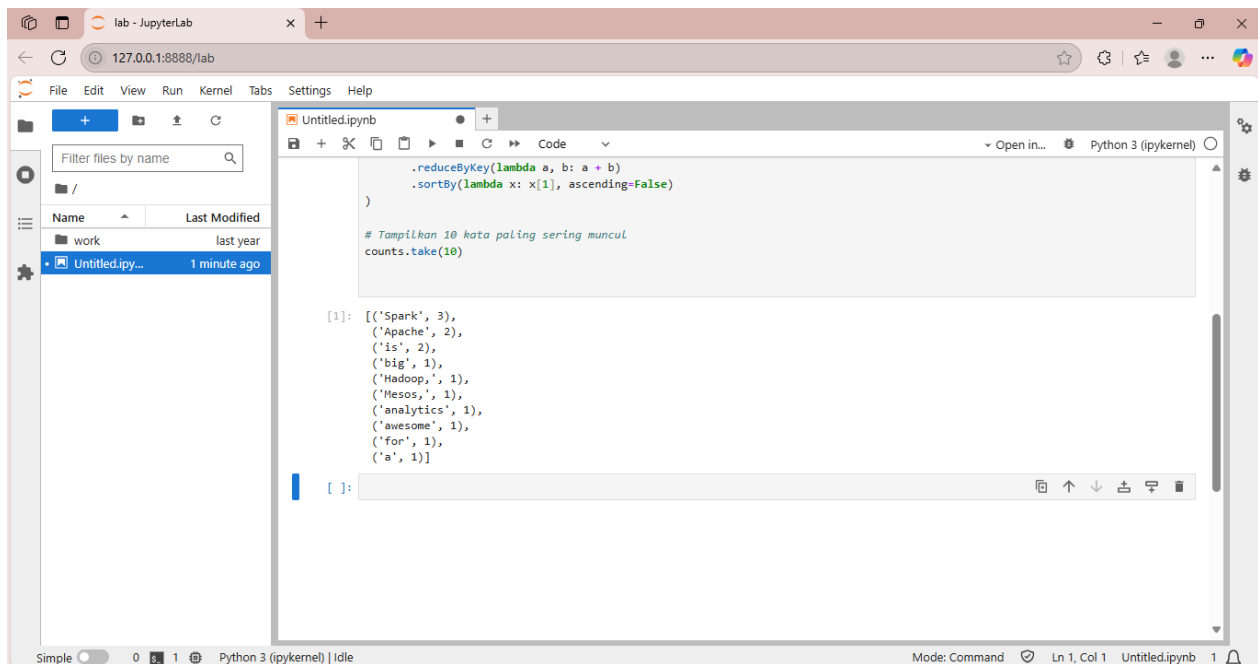 lab - JupyterLab
127.0.0.1:8888/lab
File Edit View Run Kernel Tabs Settings Help
Filter files by name
/
Name Last Modified
work last year
Untitled.ipy... 1 minute ago
Untitled.ipynb
Code
Open in...
Python 3 (ipykernel)
.reduceByKey(lambda a, b: a + b)
.sortBy(lambda x: x[1], ascending=False)
)
# Tampilkan 10 kata paling sering muncul
counts.take(10)
[1]: [('Spark', 3),
('Apache', 2),
('is', 2),
('big', 1),
('Hadoop,', 1),
('Mesos,', 1),
('analytics', 1),
('awesome', 1),
('for', 1),
('a', 1)]
[ ]:
Simple 0 1 Python 3 (ipykernel) | Idle Mode: Command Ln 1, Col 1 Untitled.ipynb 1